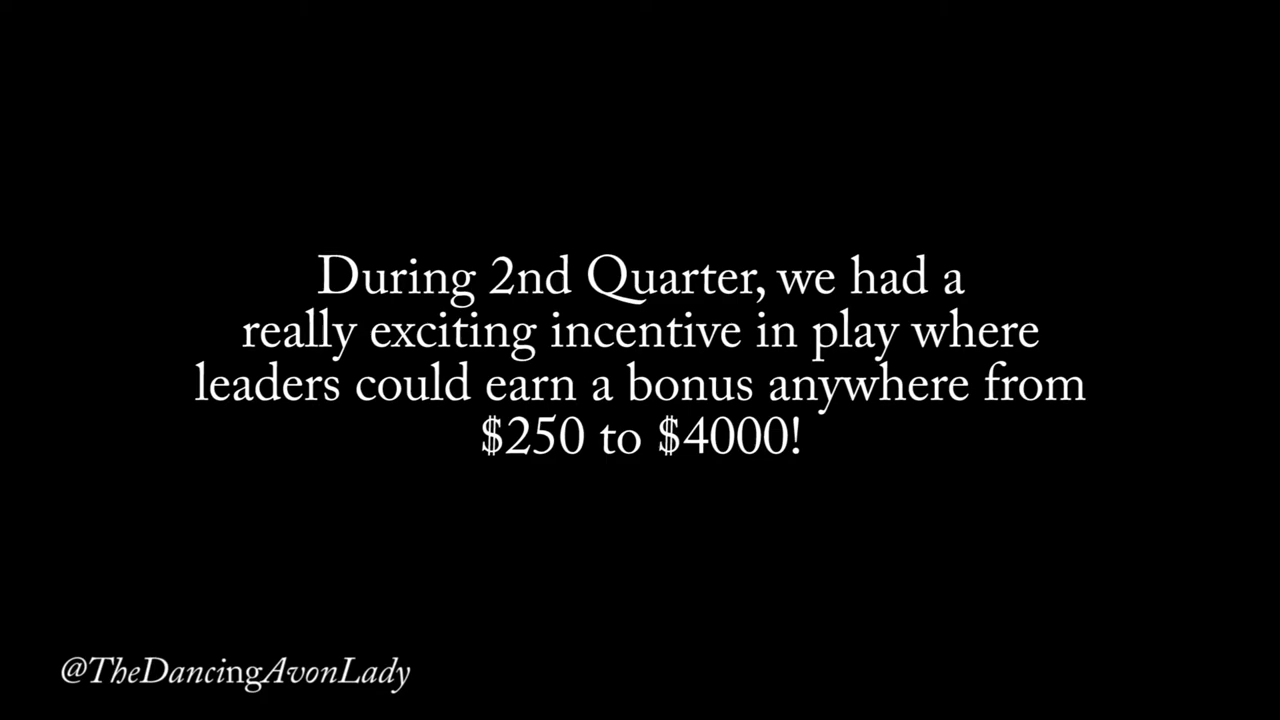 During 2nd Quarter, we had a
really exciting incentive in play where
leaders could earn a bonus anywhere from
$250 to $4000!
@TheDancingAvonLady